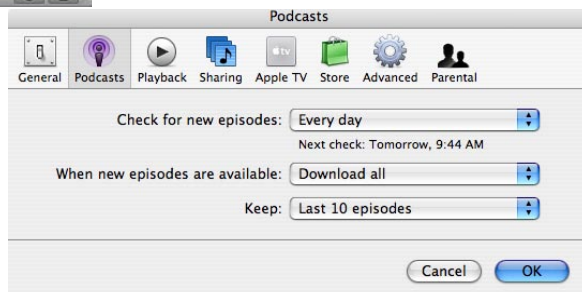 Podcasts
General Podcasts Playback Sharing Apple TV Store Advanced Parental
Check for new episodes: Every day
Next check: Tomorrow, 9:44 AM
When new episodes are available: Download all
Keep: Last 10 episodes
Cancel OK